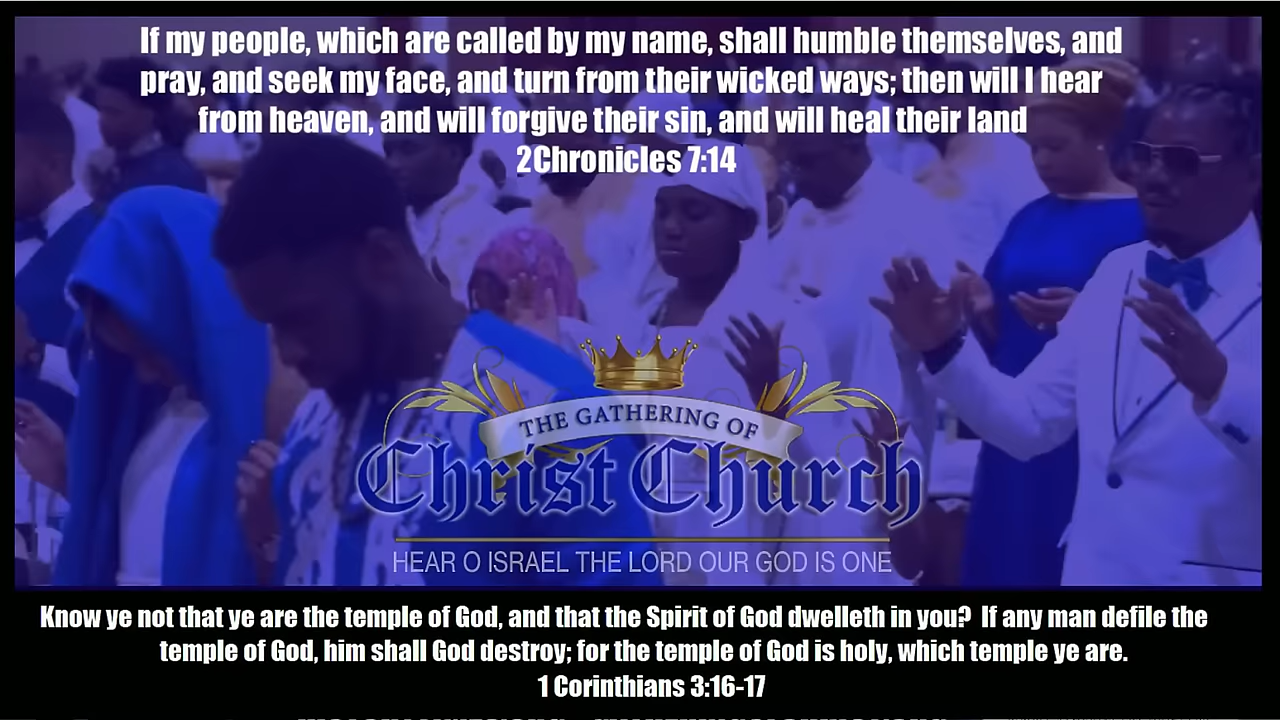 If my people, which are called by my name, shall humble themselves, and
pray, and seek my face, and turn from their wicked ways; then will I hear
from heaven, and will forgive their sin, and will heal their land
2Chronicles 7:14
THE GATHERING OF
Christ Church
HEAR O ISRAEL THE LORD OUR GOD IS ONE
Know ye not that ye are the temple of God, and that the Spirit of God dwelleth in you?  If any man defile the
temple of God, him shall God destroy; for the temple of God is holy, which temple ye are.
1 Corinthians 3:16-17